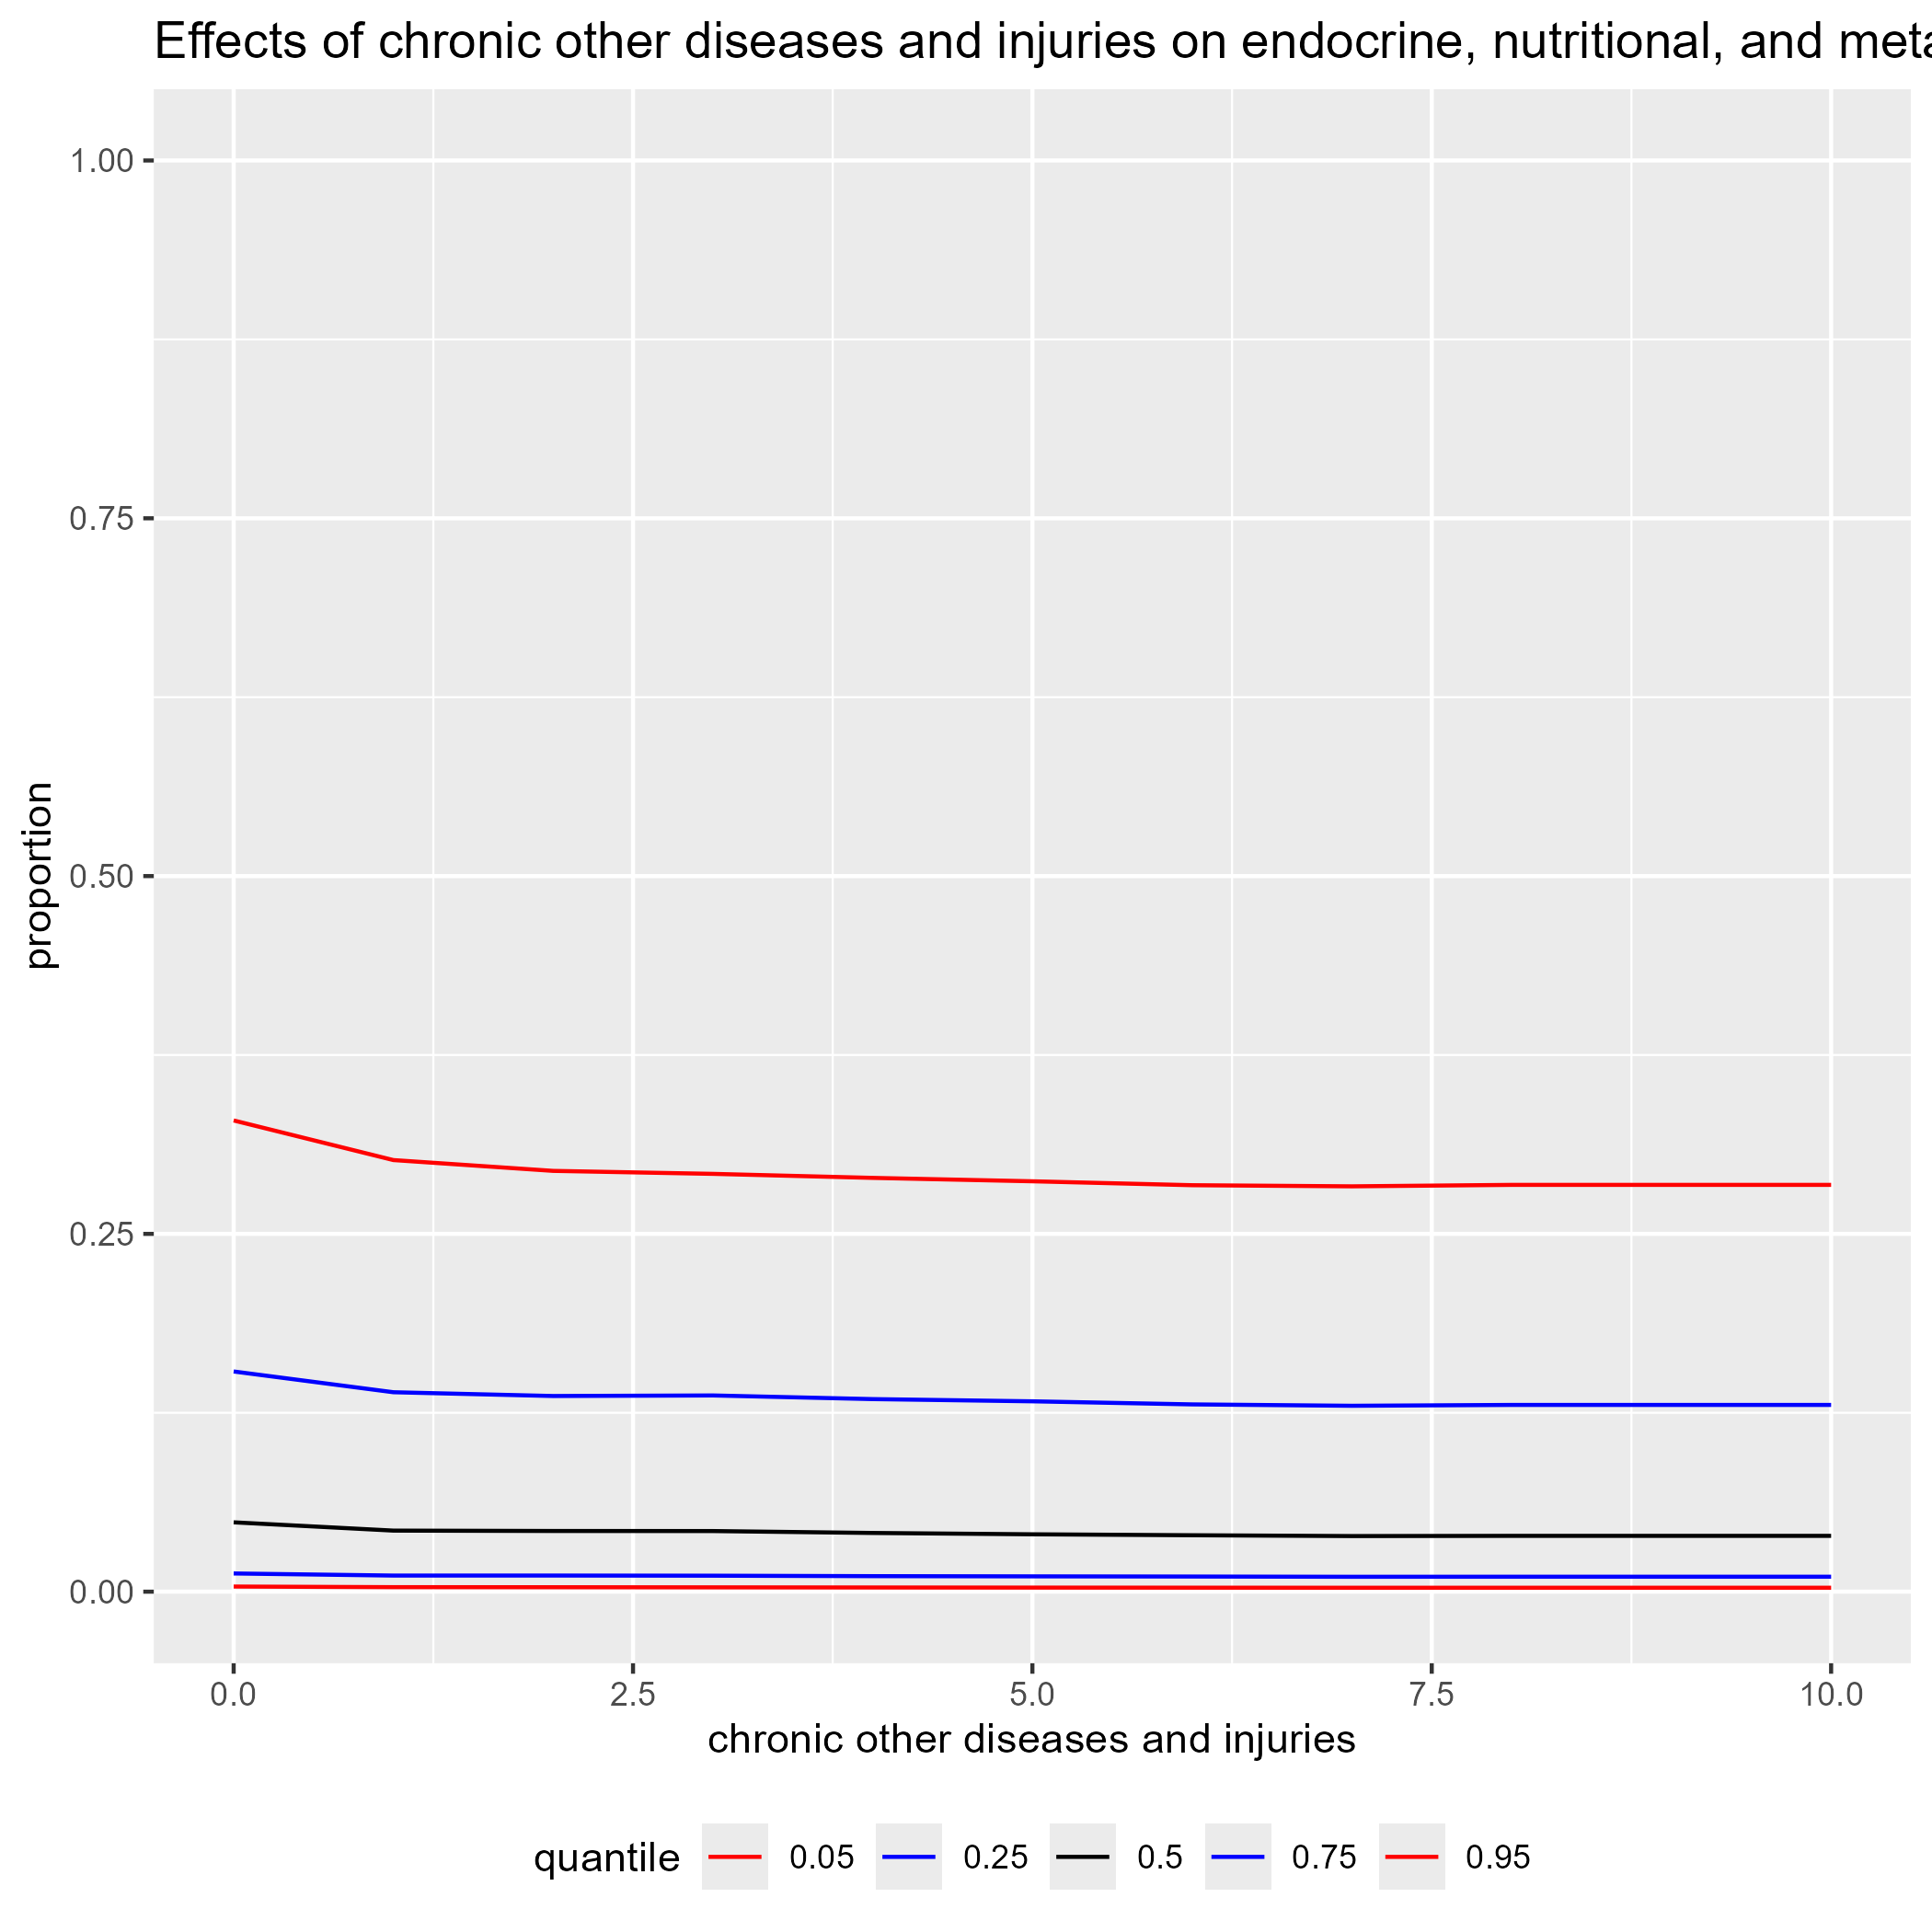 Effects of chronic other diseases and injuries on endocrine, nutritional, and
1.00
0.75
0.50
0.25
0.00
proportion
0.0 2.5 5.0 7.5 10.0
chronic other diseases and injuries
quantile 0.05 0.25 0.5 0.75 0.95